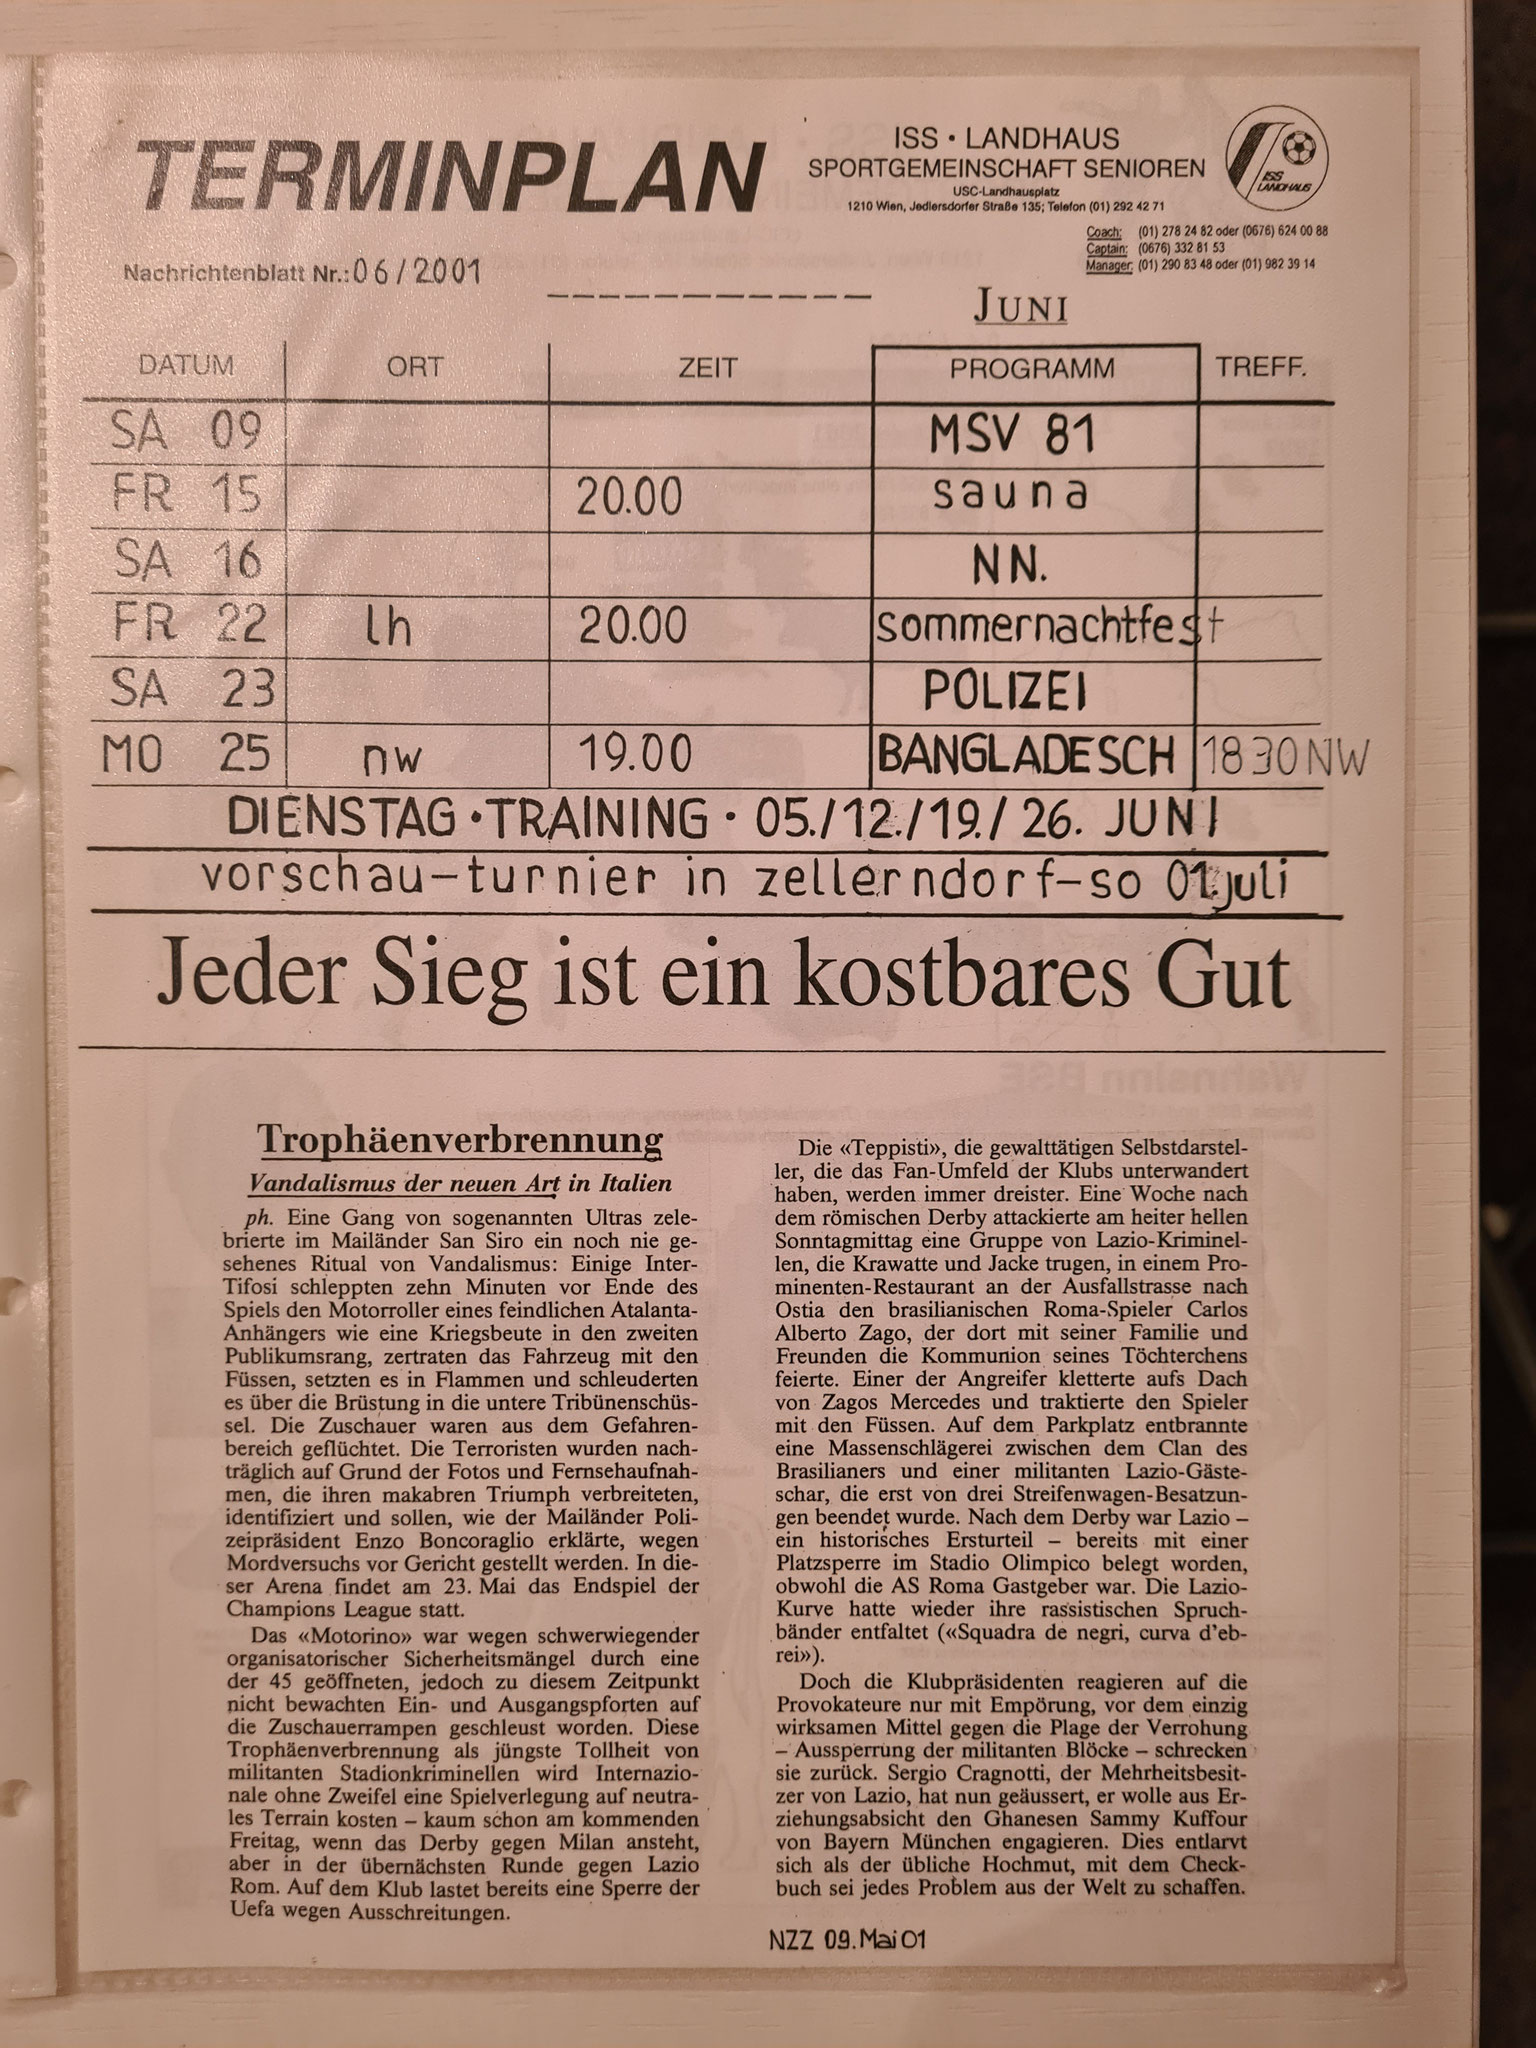 TERMINPLAN
ISS • LANDHAUS
SPORTGEMEINSCHAFT SENIOREN
USC-Landhausplatz
1210 Wien, Jedlersdorfer Straße 135; Telefon (01) 292 42 71
ISS
LANDHAUS
Coach: (01) 278 24 82 oder (0676) 624 00 88
Captain: (0676) 332 81 53
Manager: (01) 290 83 48 oder (01) 982 39 14
Nachrichtenblatt Nr.: 06/2001
JUNI
DATUM ORT ZEIT PROGRAMM TREFF.
SA 09 MSV 81
FR 15 20.00 sauna
SA 16 NN.
FR 22 lh 20.00 sommernachtfest
SA 23 POLIZEI
MO 25 nw 19.00 BANGLADESCH 1830 NW
DIENSTAG • TRAINING • 05./12./19./26. JUNI
vorschau-turnier in zellerndorf-so 01.juli
Jeder Sieg ist ein kostbares Gut
Trophäenverbrennung
Vandalismus der neuen Art in Italien
ph. Eine Gang von sogenannten Ultras zele-
brierte im Mailänder San Siro ein noch nie ge-
sehenes Ritual von Vandalismus: Einige Inter-
Tifosi schleppten zehn Minuten vor Ende des
Spiels den Motorroller eines feindlichen Atalanta-
Anhängers wie eine Kriegsbeute in den zweiten
Publikumsrang, zertraten das Fahrzeug mit den
Füssen, setzten es in Flammen und schleuderten
es über die Brüstung in die untere Tribünenschüs-
sel. Die Zuschauer waren aus dem Gefahren-
bereich geflüchtet. Die Terroristen wurden nach-
träglich auf Grund der Fotos und Fernsehaufnah-
men, die ihren makabren Triumph verbreiteten,
identifiziert und sollen, wie der Mailänder Poli-
zeipräsident Enzo Boncoraglio erklärte, wegen
Mordversuchs vor Gericht gestellt werden. In die-
ser Arena findet am 23. Mai das Endspiel der
Champions League statt.
Das «Motorino» war wegen schwerwiegender
organisatorischer Sicherheitsmängel durch eine
der 45 geöffneten, jedoch zu diesem Zeitpunkt
nicht bewachten Ein- und Ausgangspforten auf
die Zuschauerrampen geschleust worden. Diese
Trophäenverbrennung als jüngste Tollheit von
militanten Stadionkriminellen wird Internazio-
nale ohne Zweifel eine Spielverlegung auf neutra-
les Terrain kosten – kaum schon am kommenden
Freitag, wenn das Derby gegen Milan ansteht,
aber in der übernächsten Runde gegen Lazio
Rom. Auf dem Klub lastet bereits eine Sperre der
Uefa wegen Ausschreitungen.
Die «Teppisti», die gewalttätigen Selbstdarstel-
ler, die das Fan-Umfeld der Klubs unterwandert
haben, werden immer dreister. Eine Woche nach
dem römischen Derby attackierte am heiter hellen
Sonntagmittag eine Gruppe von Lazio-Kriminel-
len, die Krawatte und Jacke trugen, in einem Pro-
minenten-Restaurant an der Ausfallstrasse nach
Ostia den brasilianischen Roma-Spieler Carlos
Alberto Zago, der dort mit seiner Familie und
Freunden die Kommunion seines Töchterchens
feierte. Einer der Angreifer kletterte aufs Dach
von Zagos Mercedes und traktierte den Spieler
mit den Füssen. Auf dem Parkplatz entbrannte
eine Massenschlägerei zwischen dem Clan des
Brasilianers und einer militanten Lazio-Gäste-
schar, die erst von drei Streifenwagen-Besatzun-
gen beendet wurde. Nach dem Derby war Lazio –
ein historisches Ersturteil – bereits mit einer
Platzsperre im Stadio Olimpico belegt worden,
obwohl die AS Roma Gastgeber war. Die Lazio-
Kurve hatte wieder ihre rassistischen Spruch-
bänder entfaltet («Squadra de negri, curva d'eb-
rei»).
Doch die Klubpräsidenten reagieren auf die
Provokateure nur mit Empörung, vor dem einzig
wirksamen Mittel gegen die Plage der Verrohung
– Aussperrung der militanten Blöcke – schrecken
sie zurück. Sergio Cragnotti, der Mehrheitsbesit-
zer von Lazio, hat nun geäussert, er wolle aus Er-
ziehungsabsicht den Ghanesen Sammy Kuffour
von Bayern München engagieren. Dies entlarvt
sich als der übliche Hochmut, mit dem Check-
buch sei jedes Problem aus der Welt zu schaffen.
NZZ 09.Mai 01